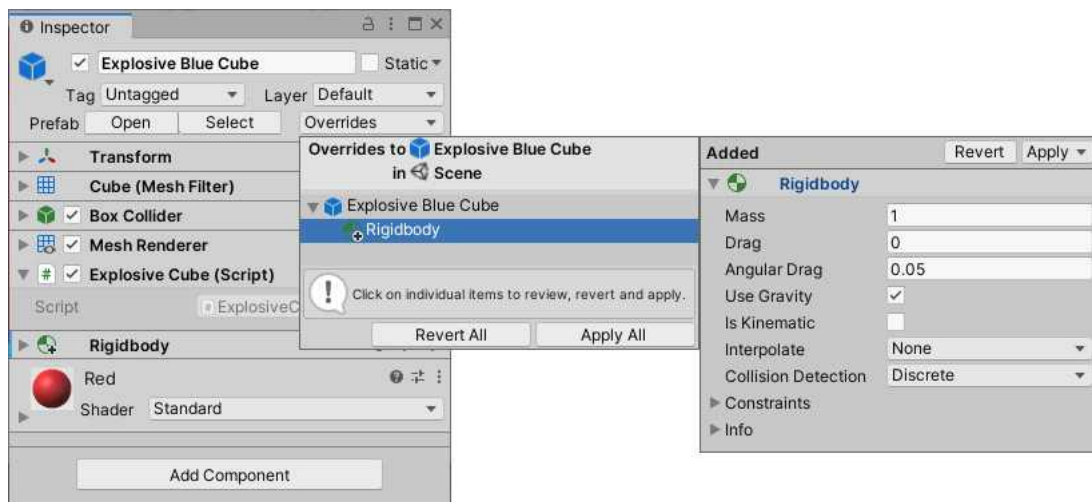 Inspector
Explosive Blue Cube Static
Tag Untagged Layer Default
Prefab Open Select Overrides
Transform
Cube (Mesh Filter)
Box Collider
Mesh Renderer
# Explosive Cube (Script)
Script # ExplosiveC
Rigidbody
Red
Shader Standard
Add Component
Overrides to Explosive Blue Cube
in Scene
Explosive Blue Cube
Rigidbody
! Click on individual items to review, revert and apply.
Revert All Apply All
Added Revert Apply
Rigidbody
Mass 1
Drag 0
Angular Drag 0.05
Use Gravity
Is Kinematic
Interpolate None
Collision Detection Discrete
Constraints
Info